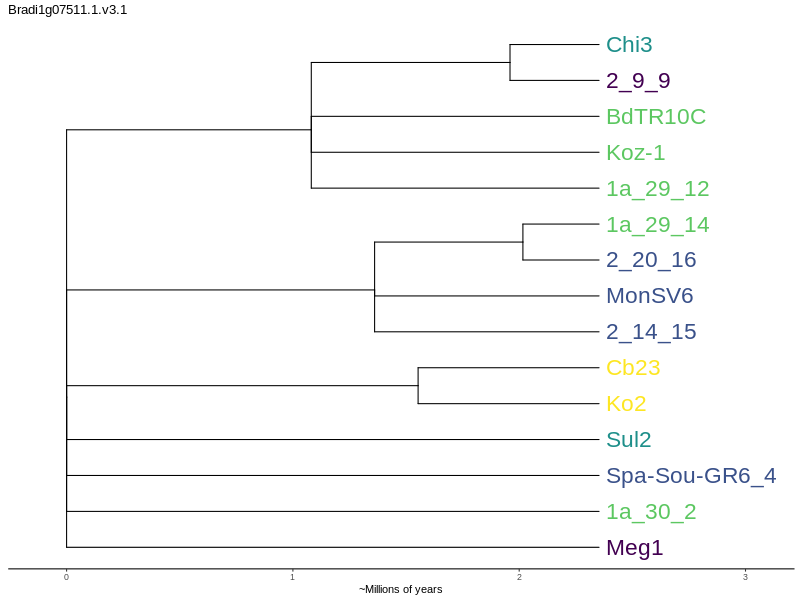 Bradi1g07511.1.v3.1
Chi3
2_9_9
BdTR10C
Koz-1
1a_29_12
1a_29_14
2_20_16
MonSV6
2_14_15
Cb23
Ko2
Sul2
Spa-Sou-GR6_4
1a_30_2
Meg1
0 1 2 3
~Millions of years